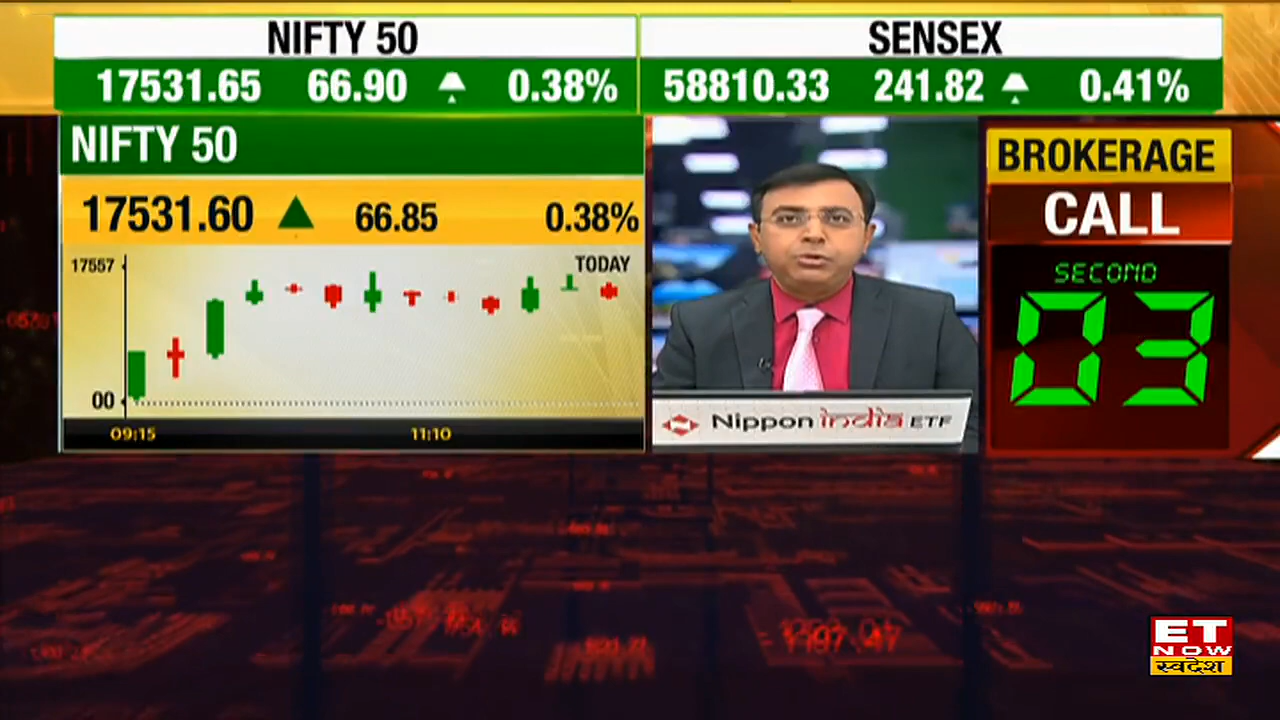 NIFTY 50
17531.65 66.90 0.38%
SENSEX
58810.33 241.82 0.41%
NIFTY 50
17531.60 66.85 0.38%
17557
TODAY
00
09:15 11:10
Nippon india ETF
BROKERAGE
CALL
SECOND
03
ET
NOW
स्वदेश